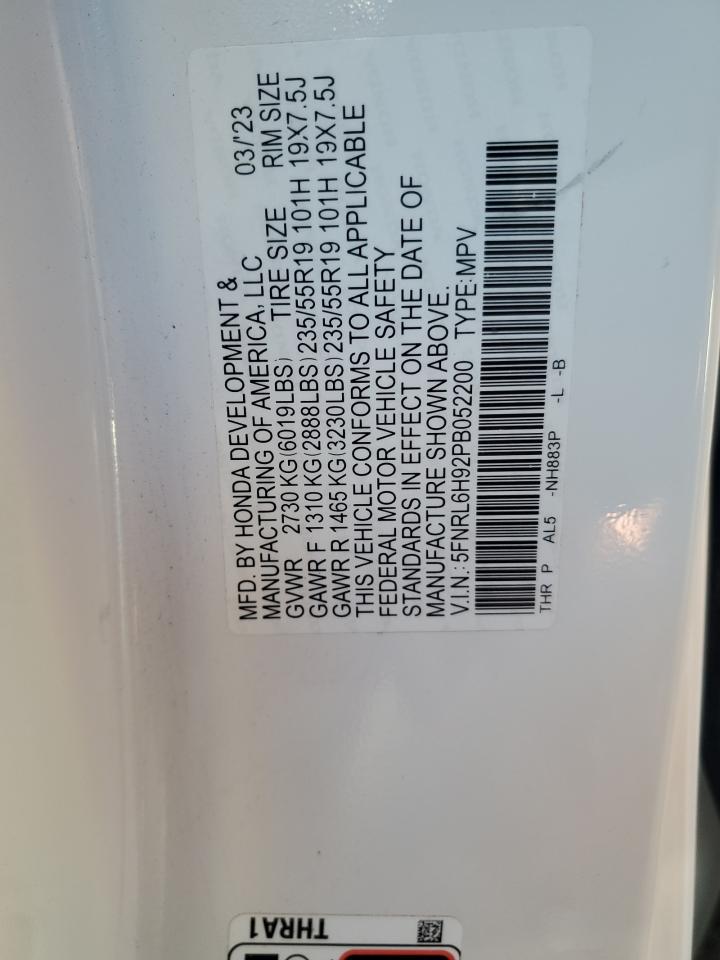 MFD. BY HONDA DEVELOPMENT &
MANUFACTURING OF AMERICA, LLC 03/'23
GVWR 2730 KG(6019LBS) TIRE SIZE RIM SIZE
GAWR F 1310 KG(2888LBS)235/55R19 101H 19X7.5J
GAWR R 1465 KG(3230LBS)235/55R19 101H 19X7.5J
THIS VEHICLE CONFORMS TO ALL APPLICABLE
FEDERAL MOTOR VEHICLE SAFETY
STANDARDS IN EFFECT ON THE DATE OF
MANUFACTURE SHOWN ABOVE.
V.I.N.: 5FNRL6H92PB052200 TYPE:MPV
THR P AL5 -NH883P -L -B
THRA1